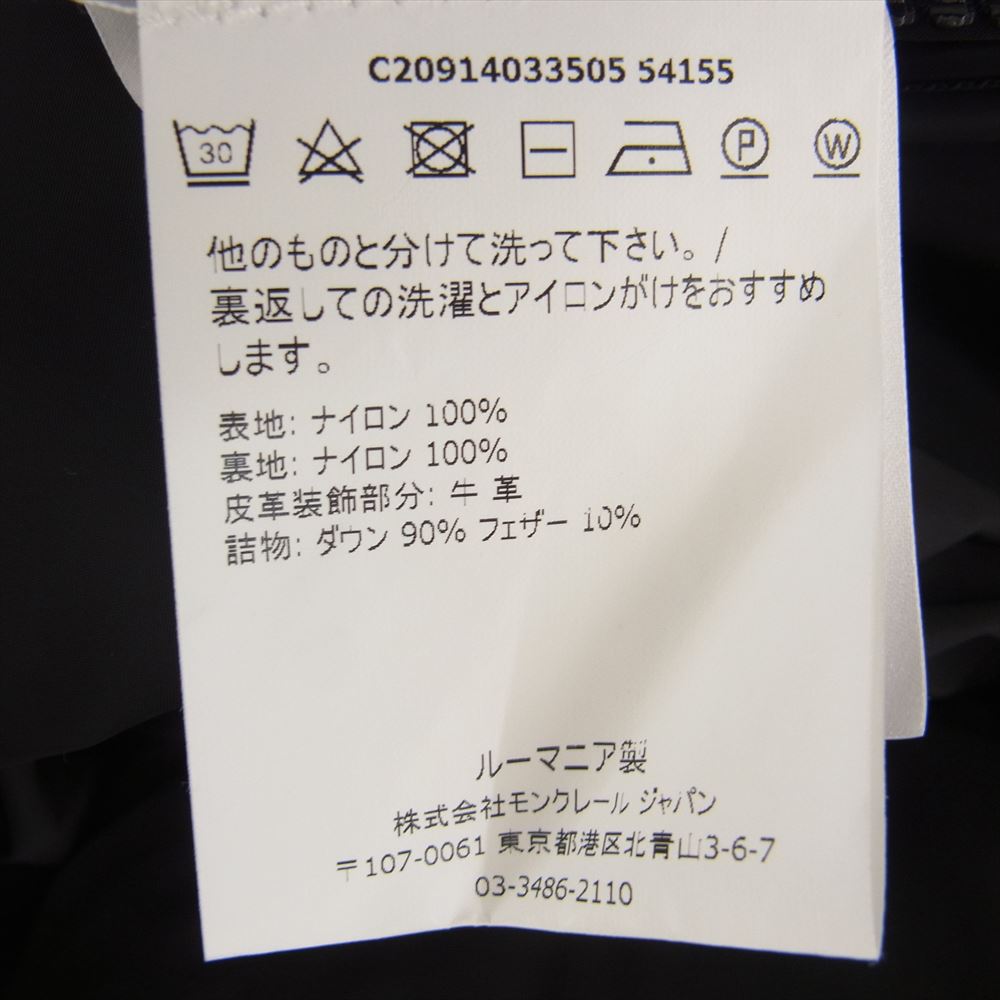 C20914033505 54155
30 P W
他のものと分けて洗って下さい。/
裏返しての洗濯とアイロンがけをおすすめ
します。
表地: ナイロン 100%
裏地: ナイロン 100%
皮革装飾部分: 牛 革
詰物: ダウン 90% フェザー 10%
ルーマニア製
株式会社モンクレール ジャパン
〒107-0061 東京都港区北青山3-6-7
03-3486-2110